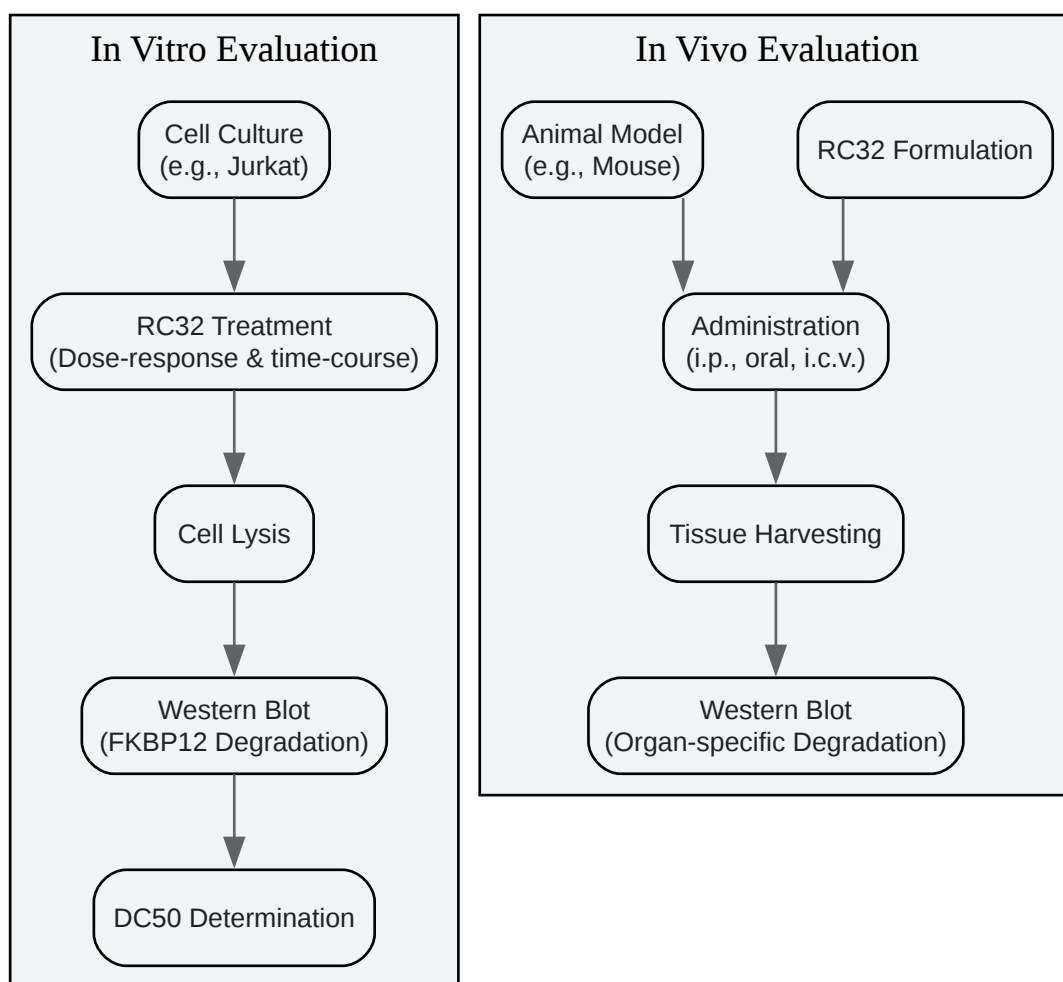 In Vitro Evaluation
Cell Culture
(e.g., Jurkat)
RC32 Treatment
(Dose-response & time-course)
Cell Lysis
Western Blot
(FKBP12 Degradation)
DC50 Determination
In Vivo Evaluation
Animal Model
(e.g., Mouse)
RC32 Formulation
Administration
(i.p., oral, i.c.v.)
Tissue Harvesting
Western Blot
(Organ-specific Degradation)